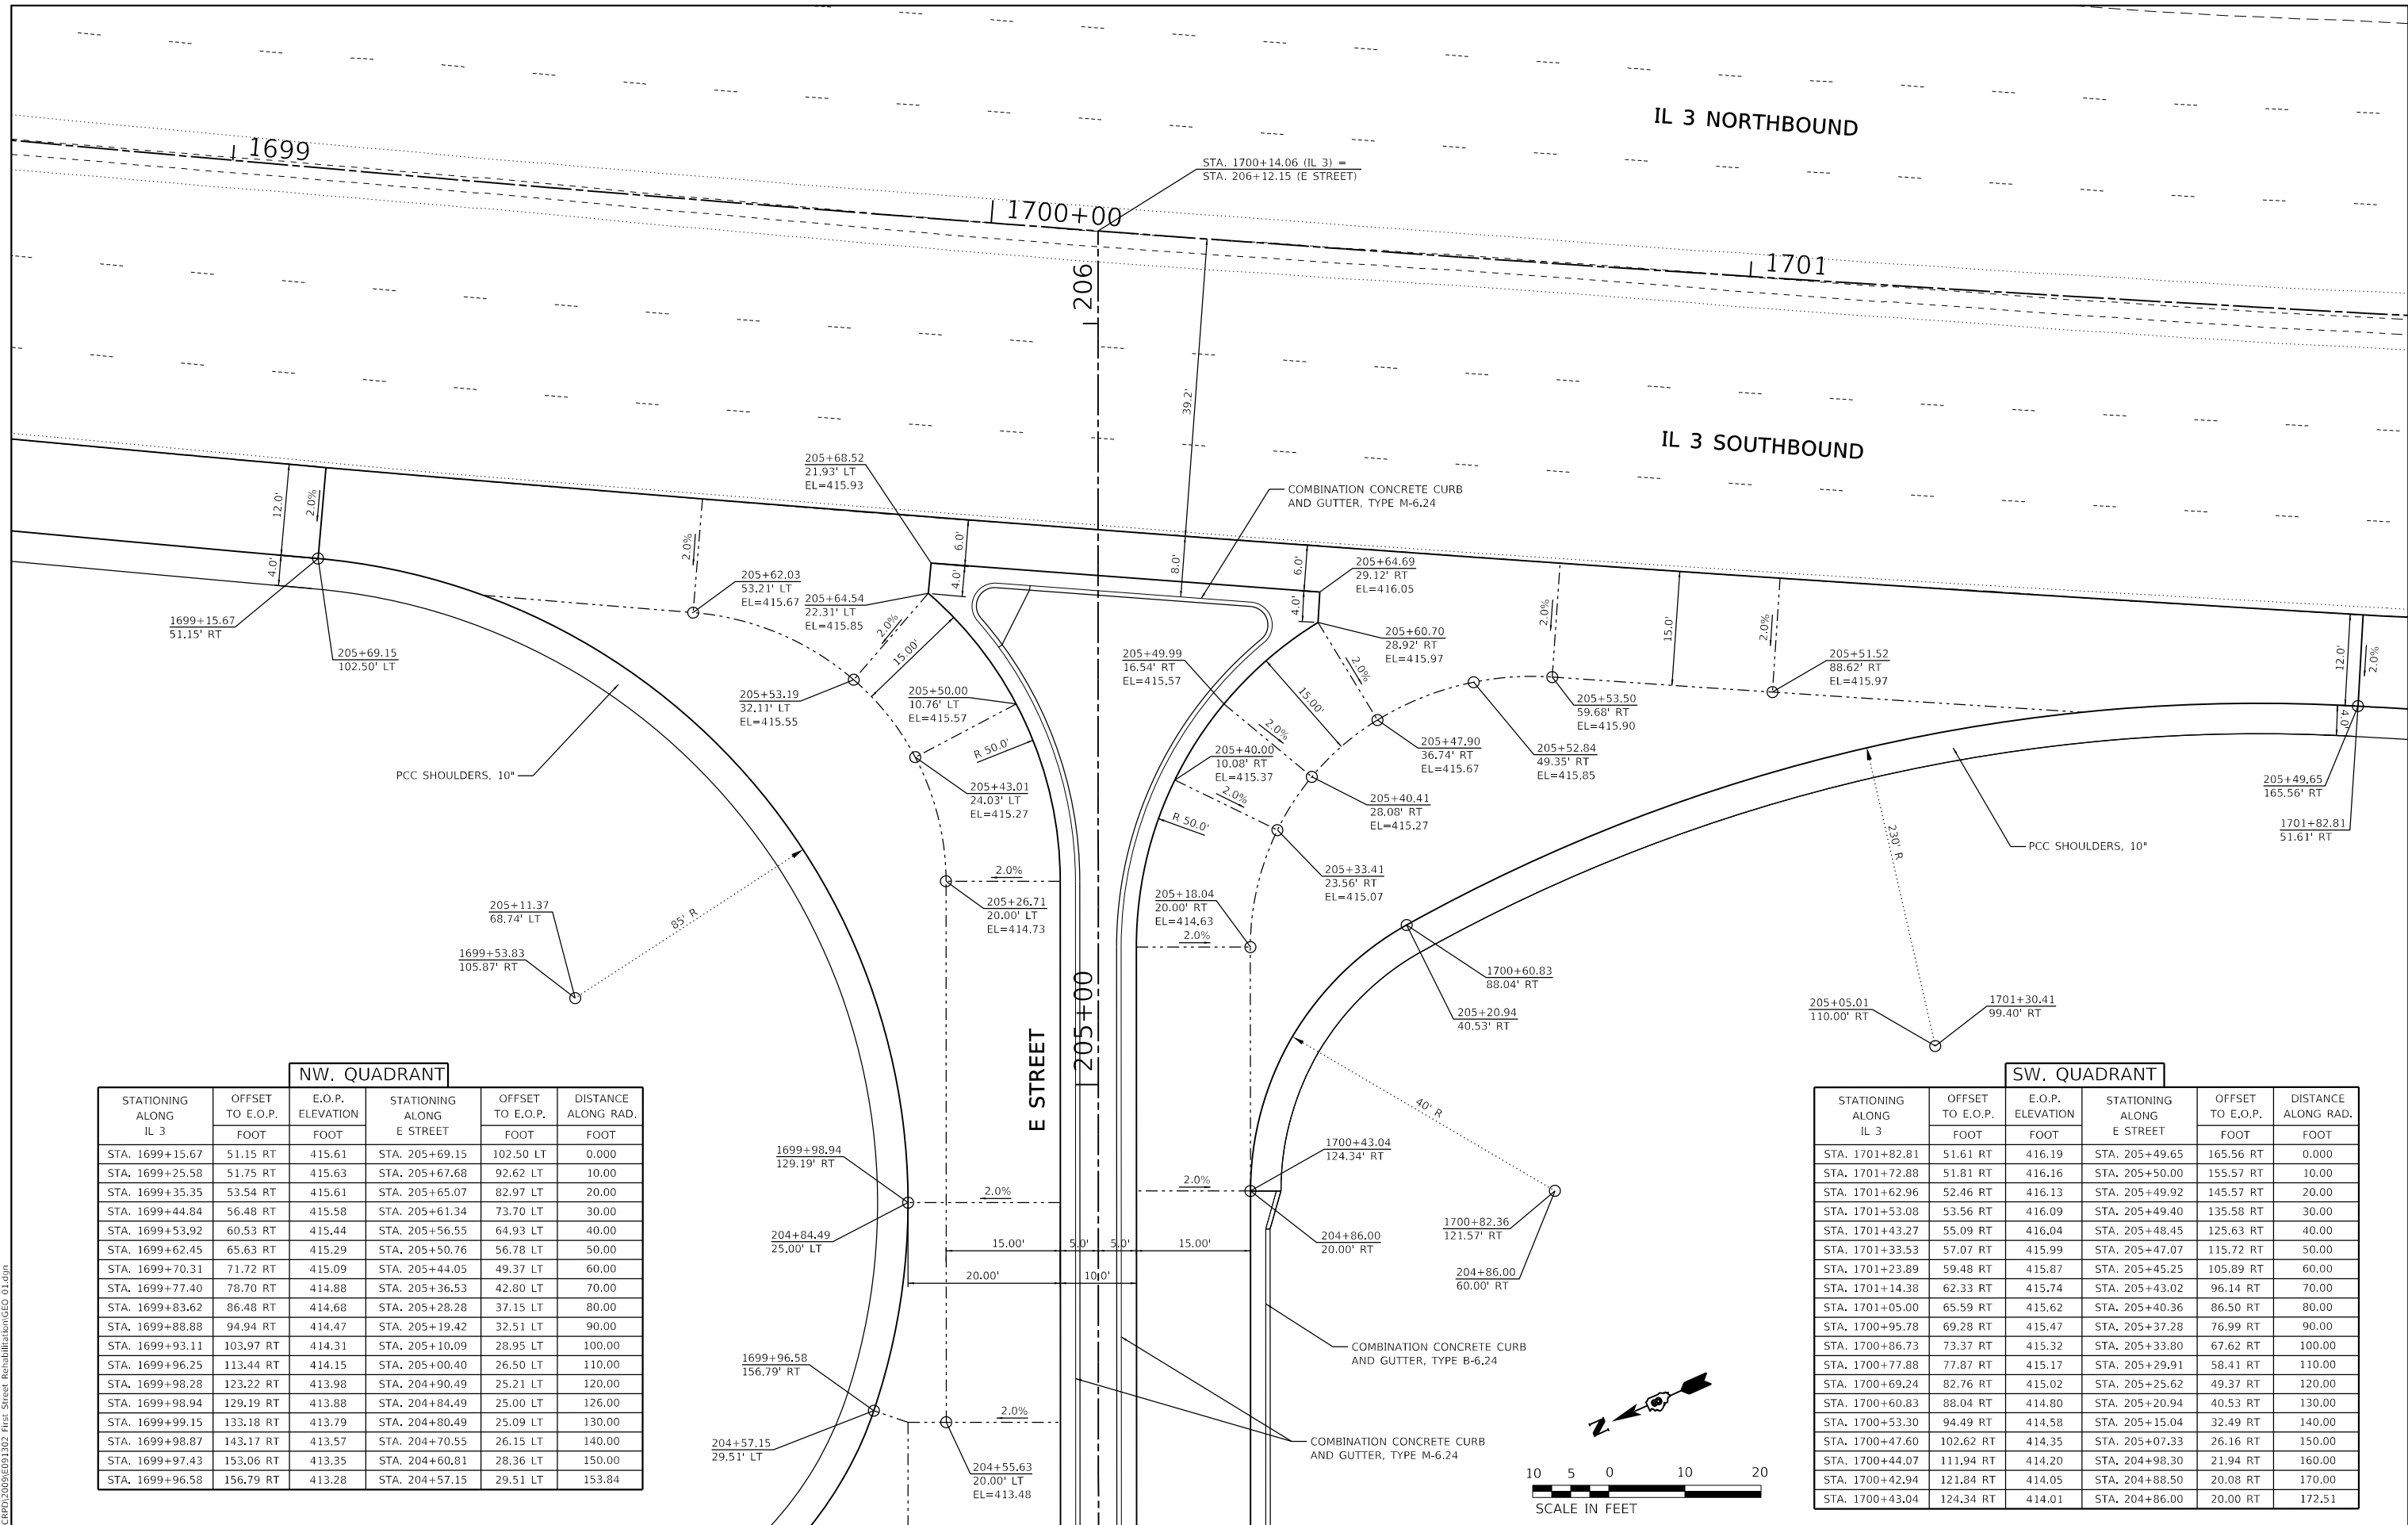 IL 3 NORTHBOUND
1699
STA. 1700+14.06 (IL 3) =
STA. 206+12.15 (E STREET)
1700+00
206
1701
39.2'
IL 3 SOUTHBOUND
205+68.52
21.93' LT
EL=415.93
COMBINATION CONCRETE CURB
AND GUTTER, TYPE M-6.24
12.0'
2.0%
4.0'
2.0%
6.0'
4.0'
8.0'
6.0'
4.0'
205+64.69
29.12' RT
EL=416.05
2.0%
15.0'
2.0%
12.0'
2.0%
4.0'
205+62.03
53.21' LT
EL=415.67
205+64.54
22.31' LT
EL=415.85
2.0%
15.00'
1699+15.67
51.15' RT
205+69.15
102.50' LT
205+60.70
28.92' RT
EL=415.97
205+49.99
16.54' RT
EL=415.57
2.0%
15.00'
205+51.52
88.62' RT
EL=415.97
205+53.19
32.11' LT
EL=415.55
205+50.00
10.76' LT
EL=415.57
205+53.50
59.68' RT
EL=415.90
2.0%
205+47.90
36.74' RT
EL=415.67
205+52.84
49.35' RT
EL=415.85
R 50.0'
205+40.00
10.08' RT
EL=415.37
2.0%
PCC SHOULDERS, 10"
205+49.65
165.56' RT
205+43.01
24.03' LT
EL=415.27
205+40.41
28.08' RT
EL=415.27
R 50.0'
1701+82.81
51.61' RT
230' R
PCC SHOULDERS, 10"
2.0%
205+33.41
23.56' RT
EL=415.07
205+11.37
68.74' LT
85' R
205+26.71
20.00' LT
EL=414.73
205+18.04
20.00' RT
EL=414.63
2.0%
1699+53.83
105.87' RT
1700+60.83
88.04' RT
205+20.94
40.53' RT
205+05.01
110.00' RT
1701+30.41
99.40' RT
E STREET
205+00
40' R
1699+98.94
129.19' RT
1700+43.04
124.34' RT
2.0%
2.0%
204+84.49
25.00' LT
204+86.00
20.00' RT
1700+82.36
121.57' RT
204+86.00
60.00' RT
15.00'
5.0'
5.0'
15.00'
20.00'
10.0'
COMBINATION CONCRETE CURB
AND GUTTER, TYPE B-6.24
1699+96.58
156.79' RT
2.0%
204+57.15
29.51' LT
204+55.63
20.00' LT
EL=413.48
COMBINATION CONCRETE CURB
AND GUTTER, TYPE M-6.24
N
10 5 0 10 20
SCALE IN FEET
NW. QUADRANT
STATIONING ALONG IL 3 OFFSET TO E.O.P. E.O.P. ELEVATION STATIONING ALONG E STREET OFFSET TO E.O.P. DISTANCE ALONG RAD.
FOOT FOOT FOOT FOOT
STA. 1699+15.67 51.15 RT 415.61 STA. 205+69.15 102.50 LT 0.000
STA. 1699+25.58 51.75 RT 415.63 STA. 205+67.68 92.62 LT 10.00
STA. 1699+35.35 53.54 RT 415.61 STA. 205+65.07 82.97 LT 20.00
STA. 1699+44.84 56.48 RT 415.58 STA. 205+61.34 73.70 LT 30.00
STA. 1699+53.92 60.53 RT 415.44 STA. 205+56.55 64.93 LT 40.00
STA. 1699+62.45 65.63 RT 415.29 STA. 205+50.76 56.78 LT 50.00
STA. 1699+70.31 71.72 RT 415.09 STA. 205+44.05 49.37 LT 60.00
STA. 1699+77.40 78.70 RT 414.88 STA. 205+36.53 42.80 LT 70.00
STA. 1699+83.62 86.48 RT 414.68 STA. 205+28.28 37.15 LT 80.00
STA. 1699+88.88 94.94 RT 414.47 STA. 205+19.42 32.51 LT 90.00
STA. 1699+93.11 103.97 RT 414.31 STA. 205+10.09 28.95 LT 100.00
STA. 1699+96.25 113.44 RT 414.15 STA. 205+00.40 26.50 LT 110.00
STA. 1699+98.28 123.22 RT 413.98 STA. 204+90.49 25.21 LT 120.00
STA. 1699+98.94 129.19 RT 413.88 STA. 204+84.49 25.00 LT 126.00
STA. 1699+99.15 133.18 RT 413.79 STA. 204+80.49 25.09 LT 130.00
STA. 1699+98.87 143.17 RT 413.57 STA. 204+70.55 26.15 LT 140.00
STA. 1699+97.43 153.06 RT 413.35 STA. 204+60.81 28.36 LT 150.00
STA. 1699+96.58 156.79 RT 413.28 STA. 204+57.15 29.51 LT 153.84
SW. QUADRANT
STATIONING ALONG IL 3 OFFSET TO E.O.P. E.O.P. ELEVATION STATIONING ALONG E STREET OFFSET TO E.O.P. DISTANCE ALONG RAD.
FOOT FOOT FOOT FOOT
STA. 1701+82.81 51.61 RT 416.19 STA. 205+49.65 165.56 RT 0.000
STA. 1701+72.88 51.81 RT 416.16 STA. 205+50.00 155.57 RT 10.00
STA. 1701+62.96 52.46 RT 416.13 STA. 205+49.92 145.57 RT 20.00
STA. 1701+53.08 53.56 RT 416.09 STA. 205+49.40 135.58 RT 30.00
STA. 1701+43.27 55.09 RT 416.04 STA. 205+48.45 125.63 RT 40.00
STA. 1701+33.53 57.07 RT 415.99 STA. 205+47.07 115.72 RT 50.00
STA. 1701+23.89 59.48 RT 415.87 STA. 205+45.25 105.89 RT 60.00
STA. 1701+14.38 62.33 RT 415.74 STA. 205+43.02 96.14 RT 70.00
STA. 1701+05.00 65.59 RT 415.62 STA. 205+40.36 86.50 RT 80.00
STA. 1700+95.78 69.28 RT 415.47 STA. 205+37.28 76.99 RT 90.00
STA. 1700+86.73 73.37 RT 415.32 STA. 205+33.80 67.62 RT 100.00
STA. 1700+77.88 77.87 RT 415.17 STA. 205+29.91 58.41 RT 110.00
STA. 1700+69.24 82.76 RT 415.02 STA. 205+25.62 49.37 RT 120.00
STA. 1700+60.83 88.04 RT 414.80 STA. 205+20.94 40.53 RT 130.00
STA. 1700+53.30 94.49 RT 414.58 STA. 205+15.04 32.49 RT 140.00
STA. 1700+47.60 102.62 RT 414.35 STA. 205+07.33 26.16 RT 150.00
STA. 1700+44.07 111.94 RT 414.20 STA. 204+98.30 21.94 RT 160.00
STA. 1700+42.94 121.84 RT 414.05 STA. 204+88.50 20.08 RT 170.00
STA. 1700+43.04 124.34 RT 414.01 STA. 204+86.00 20.00 RT 172.51